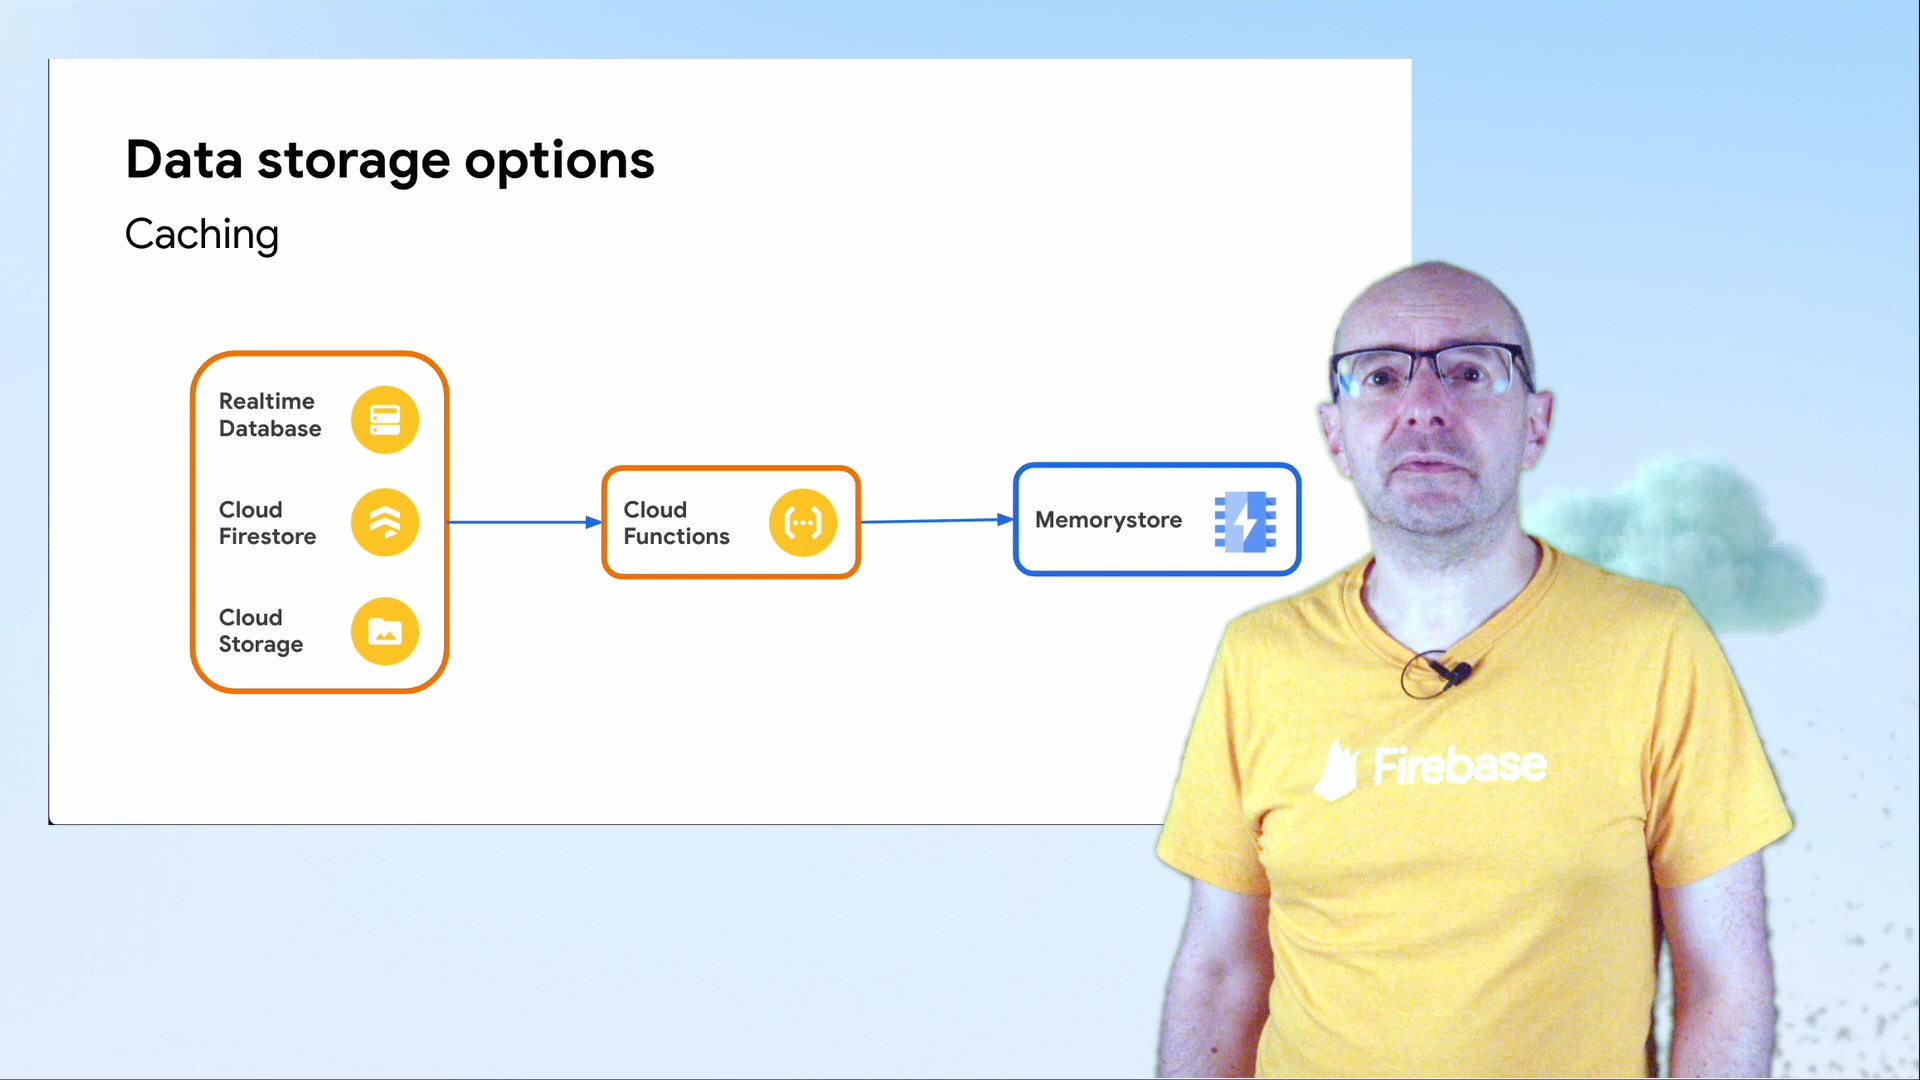 Data storage options
Caching
Realtime
Database
Cloud
Firestore
Cloud
Storage
Cloud
Functions
Memorystore
Firebase